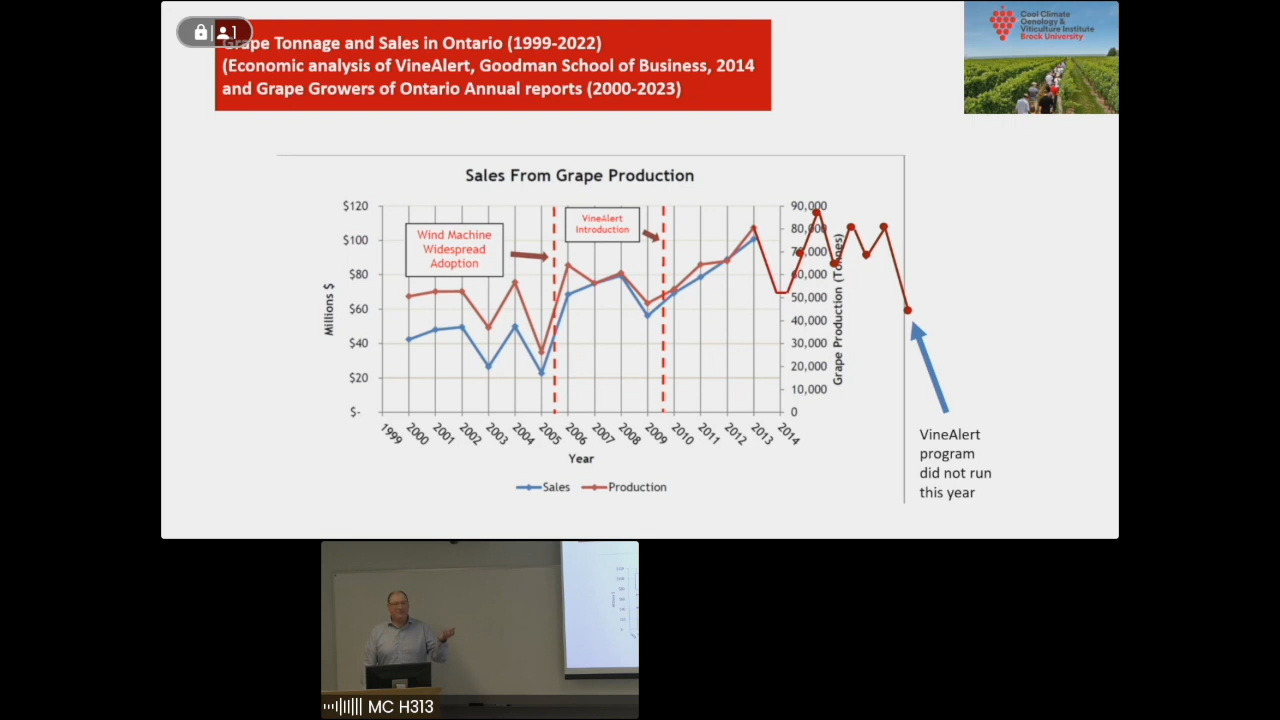 1
Grape Tonnage and Sales in Ontario (1999-2022)
(Economic analysis of VineAlert, Goodman School of Business, 2014
and Grape Growers of Ontario Annual reports (2000-2023)
Cool Climate
Oenology &
Viticulture Institute
Brock University
Sales From Grape Production
$120
$100
$80
$60
$40
$20
$-
Millions $
Wind Machine
Widespread
Adoption
VineAlert
Introduction
90,000
80,000
70,000
60,000
50,000
40,000
30,000
20,000
10,000
0
Grape Production (Tonnes)
1999
2000
2001
2002
2003
2004
2005
2006
2007
2008
2009
2010
2011
2012
2013
2014
Year
Sales
Production
VineAlert
program
did not run
this year
MC H313